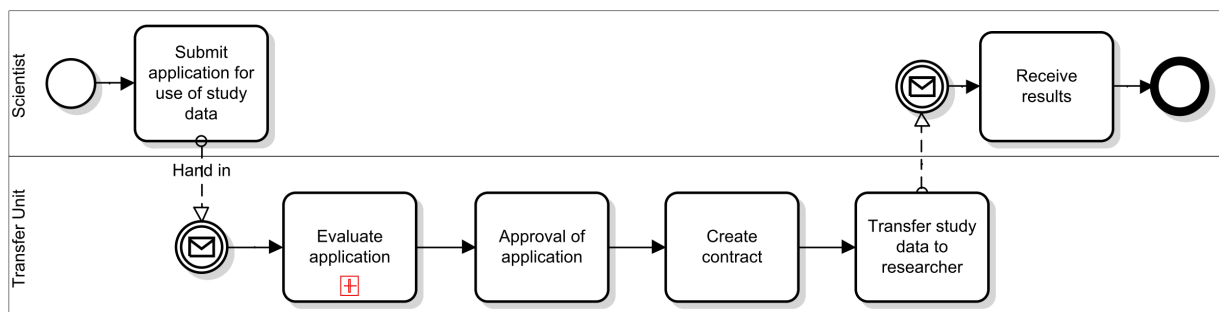 Scientist
Submit
application for
use of study
data
Receive
results
Hand in
Transfer Unit
Evaluate
application
Approval of
application
Create
contract
Transfer study
data to
researcher